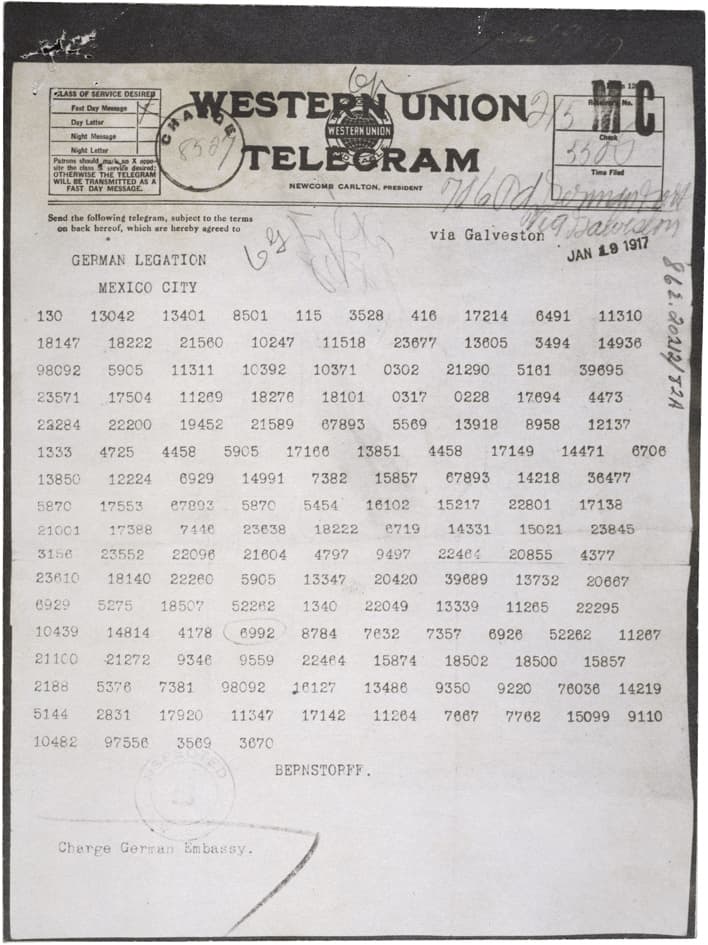 CLASS OF SERVICE DESIRED
Fast Day Message
Day Letter
Night Message
Night Letter
Patrons should mark an X oppo-
site the class of service desired;
OTHERWISE THE TELEGRAM
WILL BE TRANSMITTED AS A
FAST DAY MESSAGE.
CHARGE
WESTERN UNION
WESTERN UNION
TELEGRAM
NEWCOMB CARLTON, PRESIDENT
Receiver's No.
Check
Time Filed
Send the following telegram, subject to the terms
on back hereof, which are hereby agreed to
via Galveston
JAN 19 1917
GERMAN LEGATION
MEXICO CITY
862.20212/82A
130 13042 13401 8501 115 3528 416 17214 6491 11310
18147 18222 21560 10247 11518 23677 13605 3494 14936
98092 5905 11311 10392 10371 0302 21290 5161 39695
23571 17504 11269 18276 18101 0317 0228 17694 4473
22284 22200 19452 21589 67893 5569 13918 8958 12137
1333 4725 4458 5905 17166 13851 4458 17149 14471 6706
13850 12224 6929 14991 7382 15857 67893 14218 36477
5870 17553 67893 5870 5454 16102 15217 22801 17138
21001 17388 7446 23638 18222 6719 14331 15021 23845
3156 23552 22096 21604 4797 9497 22464 20855 4377
23610 18140 22260 5905 13347 20420 39689 13732 20667
6929 5275 18507 52262 1340 22049 13339 11265 22295
10439 14814 4178 6992 8784 7632 7357 6926 52262 11267
21100 21272 9346 9559 22464 15874 18502 18500 15857
2188 5376 7381 98092 16127 13486 9350 9220 76036 14219
5144 2831 17920 11347 17142 11264 7667 7762 15099 9110
10482 97556 3569 3670
BERNSTORFF.
Charge German Embassy.